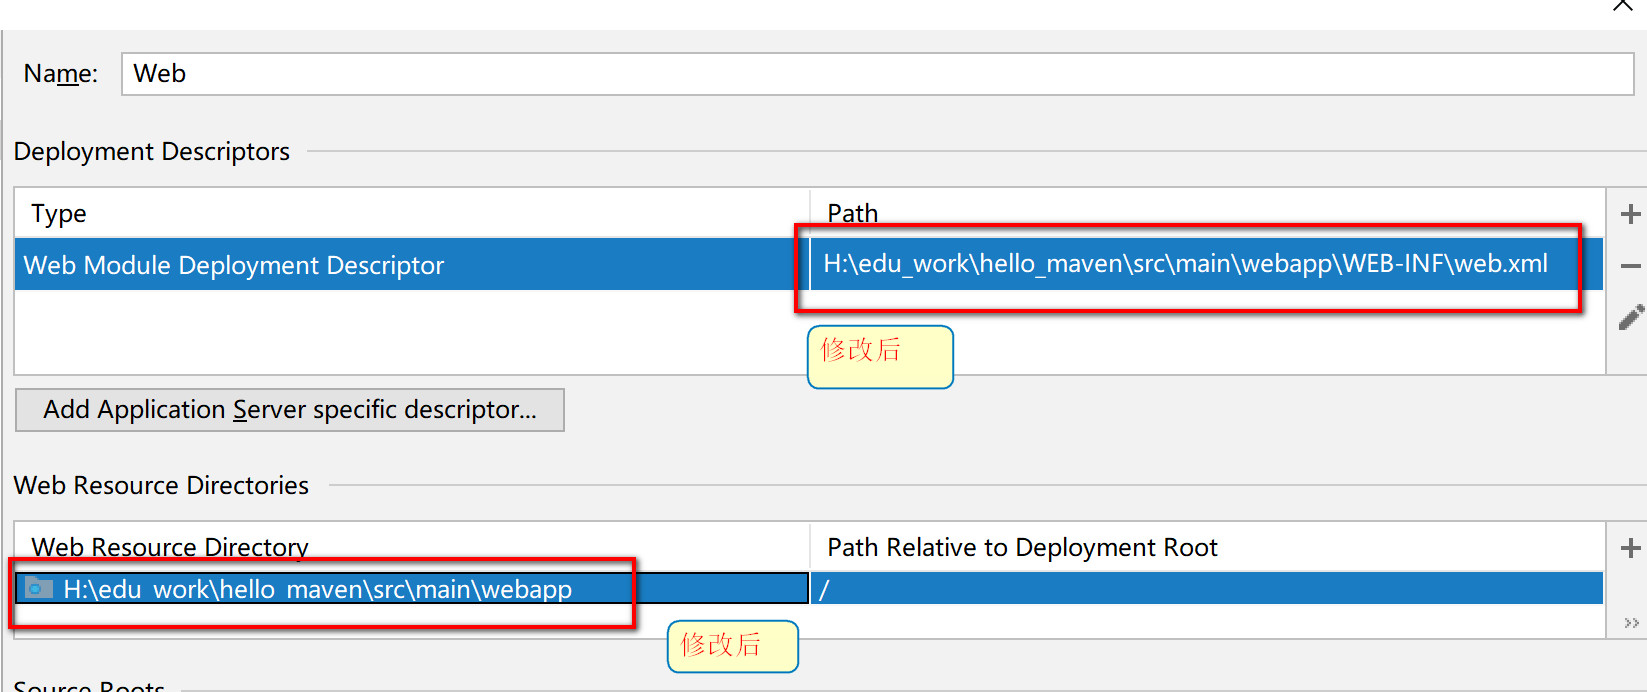 Name: Web
Deployment Descriptors
Type Path
Web Module Deployment Descriptor H:\edu_work\hello_maven\src\main\webapp\WEB-INF\web.xml
修改后
Add Application Server specific descriptor...
Web Resource Directories
Web Resource Directory Path Relative to Deployment Root
H:\edu_work\hello_maven\src\main\webapp /
修改后
Source Roots